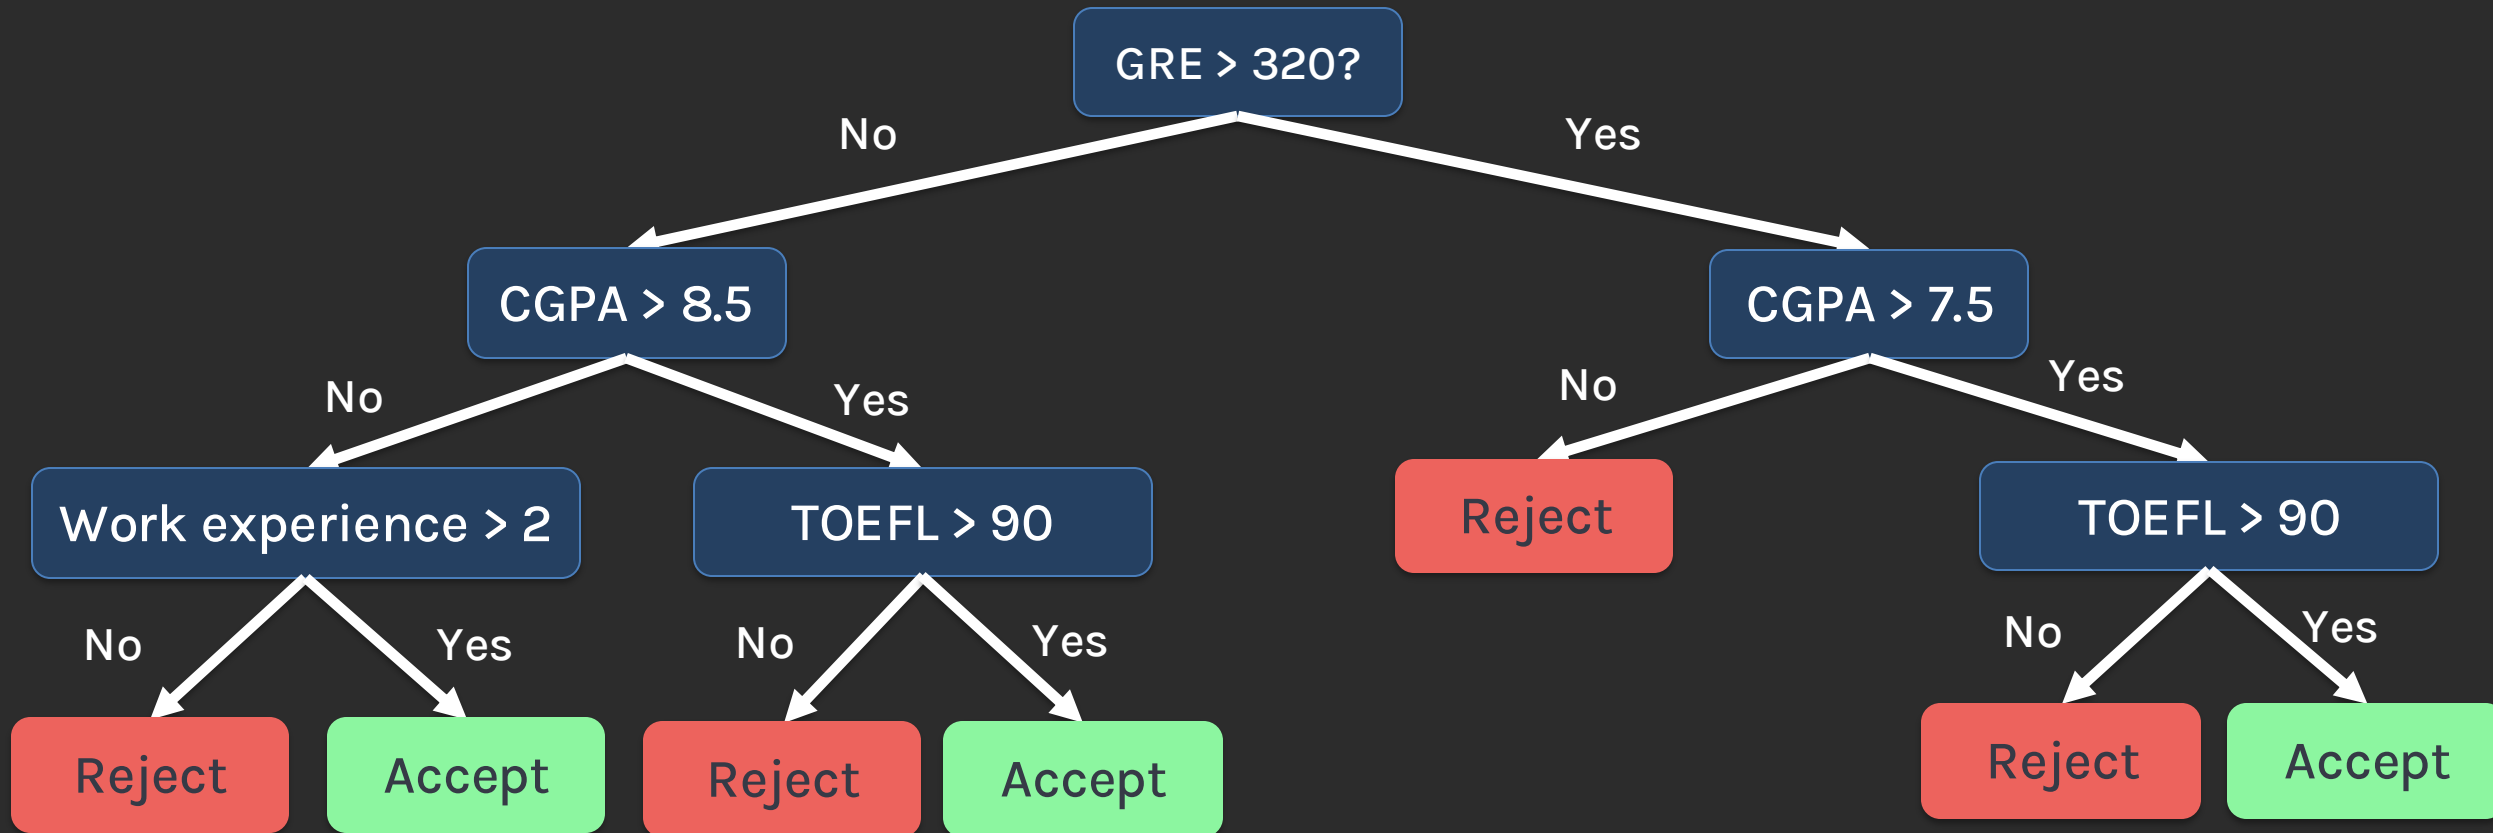 GRE > 320?
No
Yes
CGPA > 8.5
CGPA > 7.5
No
Yes
No
Yes
Work experience > 2
TOEFL > 90
Reject
TOEFL > 90
No
Yes
No
Yes
No
Yes
Reject
Accept
Reject
Accept
Reject
Accept